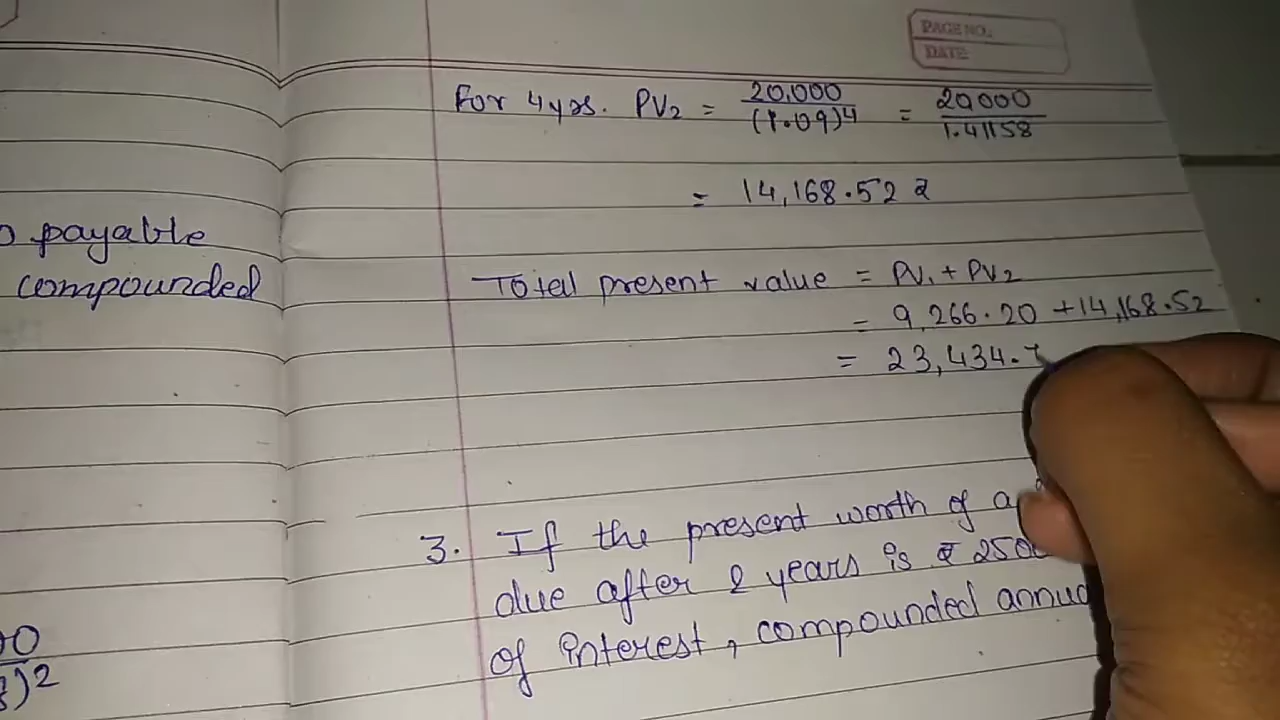 PAGE NO.
DATE
For 4yrs. PV₂ = 20,000 / (1.09)⁴ = 20000 / 1.41158
= 14,168.52 ₹
payable
compounded
Total present value = PV₁ + PV₂
= 9,266.20 + 14,168.52
= 23,434.
3. If the present worth of a
due after 2 years is ₹ 250
of interest, compounded annu
)²